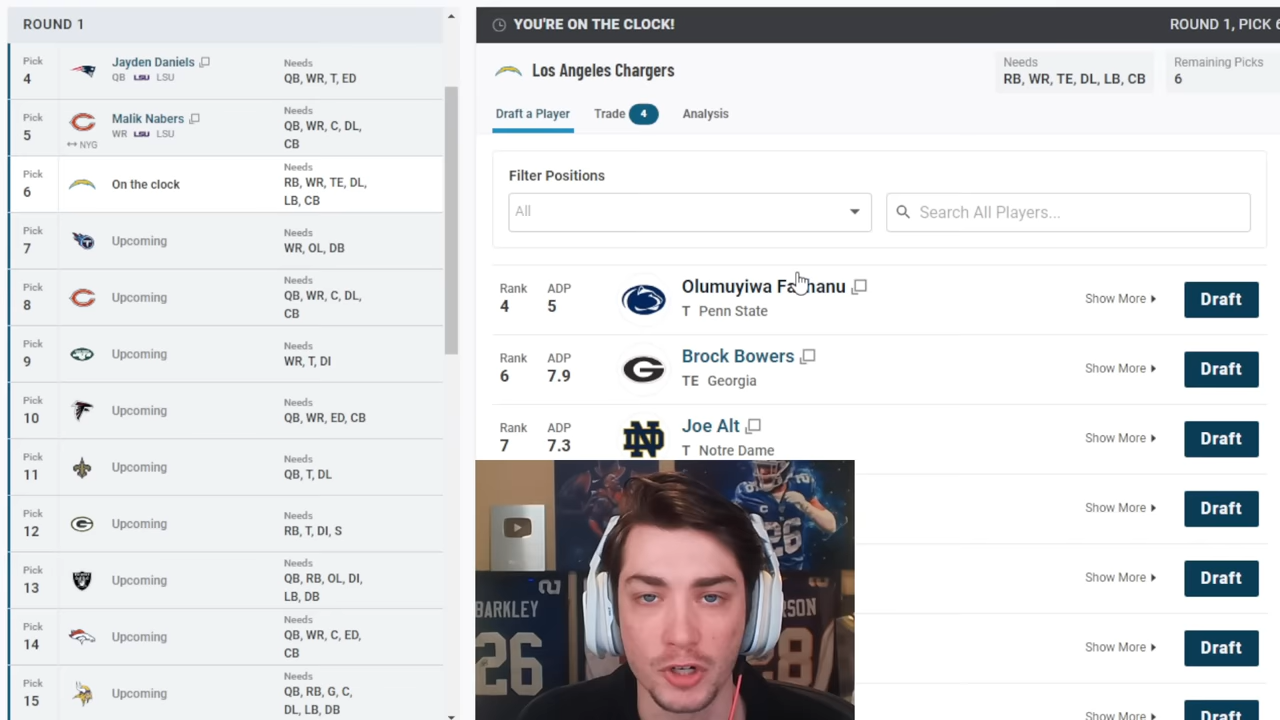 ROUND 1
Pick
4
Jayden Daniels
QB LSU LSU
Needs
QB, WR, T, ED
Pick
5
Malik Nabers
WR LSU LSU
↔ NYG
Needs
QB, WR, C, DL,
CB
Pick
6
On the clock
Needs
RB, WR, TE, DL,
LB, CB
Pick
7
Upcoming
Needs
WR, OL, DB
Pick
8
Upcoming
Needs
QB, WR, C, DL,
CB
Pick
9
Upcoming
Needs
WR, T, DI
Pick
10
Upcoming
Needs
QB, WR, ED, CB
Pick
11
Upcoming
Needs
QB, T, DL
Pick
12
Upcoming
Needs
RB, T, DI, S
Pick
13
Upcoming
Needs
QB, RB, OL, DI,
LB, DB
Pick
14
Upcoming
Needs
QB, WR, C, ED,
CB
Pick
15
Upcoming
Needs
QB, RB, G, C,
DL, LB, DB
YOU'RE ON THE CLOCK!
ROUND 1, PICK 6
Los Angeles Chargers
Needs
RB, WR, TE, DL, LB, CB
Remaining Picks
6
Draft a Player
Trade 4
Analysis
Filter Positions
All
Search All Players...
Rank
4
ADP
5
Olumuyiwa Fashanu
T Penn State
Show More
Draft
Rank
6
ADP
7.9
Brock Bowers
TE Georgia
Show More
Draft
Rank
7
ADP
7.3
Joe Alt
T Notre Dame
Show More
Draft
Show More
Draft
Show More
Draft
Show More
Draft
Show More
Draft
BARKLEY
26
26